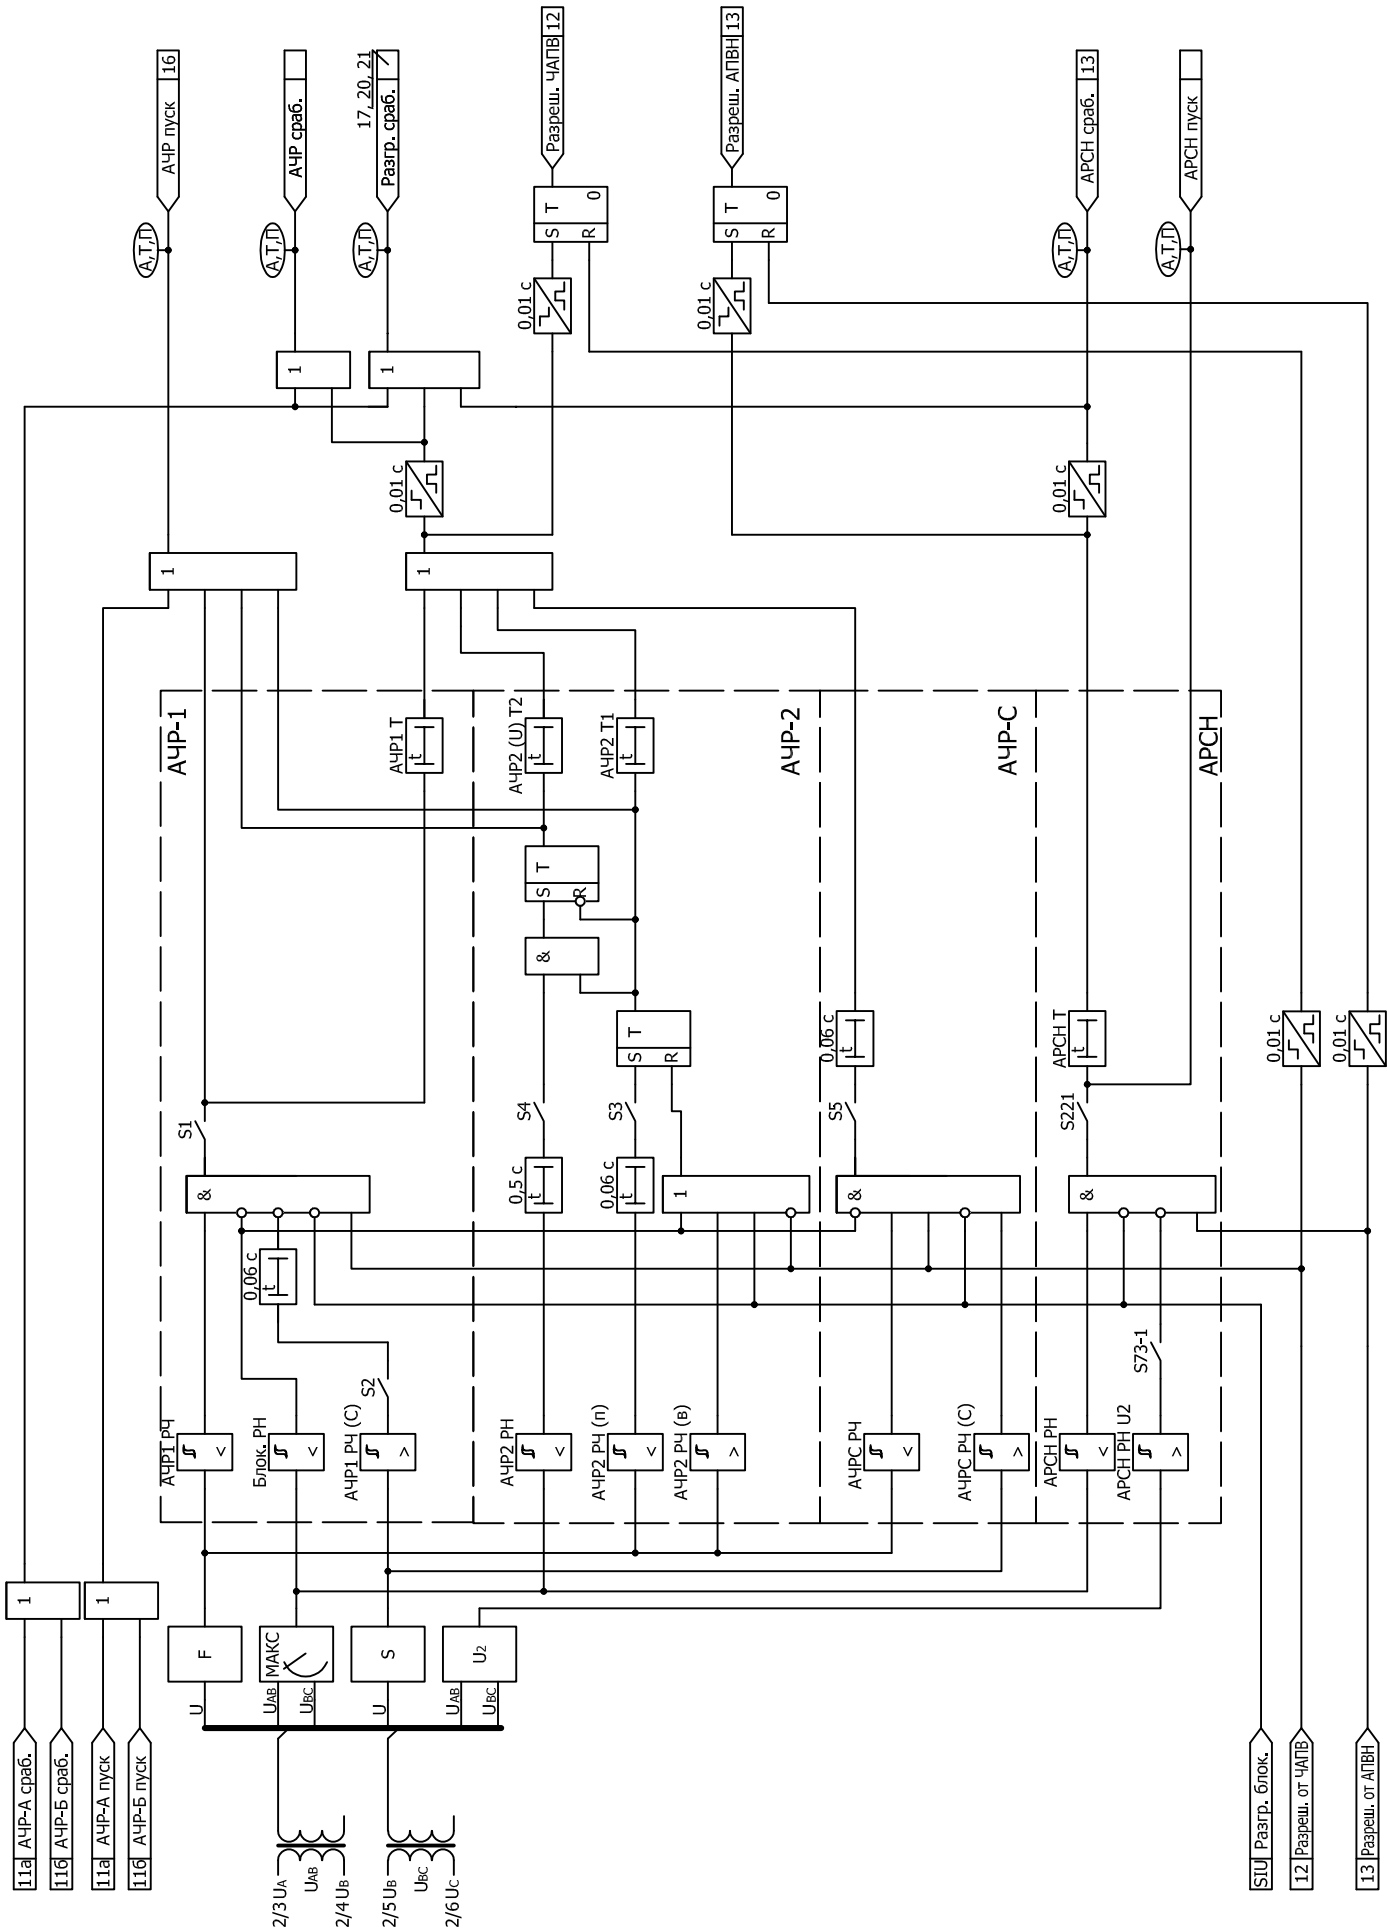 11а АЧР-А сраб.
11б АЧР-Б сраб.
11а АЧР-А пуск
11б АЧР-Б пуск
1
1
2/3 UA
UAB
2/4 UB
2/5 UB
UBC
2/6 UC
U
UAB
UBC
U
UAB
UBC
F
МАКС
S
U2
SIU Разгр. блок.
12 Разреш. от ЧАПВ
13 Разреш. от АПВН
АЧР1 РЧ
<
Блок. РН
<
АЧР1 РЧ (С)
>
АЧР2 РН
<
АЧР2 РЧ (п)
<
АЧР2 РЧ (в)
>
АЧРС РЧ
<
АЧРС РЧ (С)
>
АРСН РН
<
АРСН РН U2
>
S2
S73-1
0,06 с
t
&
0,5 с
t
0,06 с
t
1
&
&
S1
S4
S3
S5
S221
0,06 с
t
АРСН Т
t
0,01 с
0,01 с
S T
R
&
S T
R
АЧР1 Т
t
АЧР2 (U) Т2
t
АЧР2 Т1
t
АЧР-1
АЧР-2
АЧР-С
АРСН
1
1
0,01 с
0,01 с
1
1
0,01 с
0,01 с
S T
R 0
S T
R 0
А,Т,П
А,Т,П
А,Т,П
А,Т,П
А,Т,П
АЧР пуск 16
АЧР сраб.
17, 20, 21
Разгр. сраб.
Разреш. ЧАПВ 12
Разреш. АПВН 13
АРСН сраб. 13
АРСН пуск